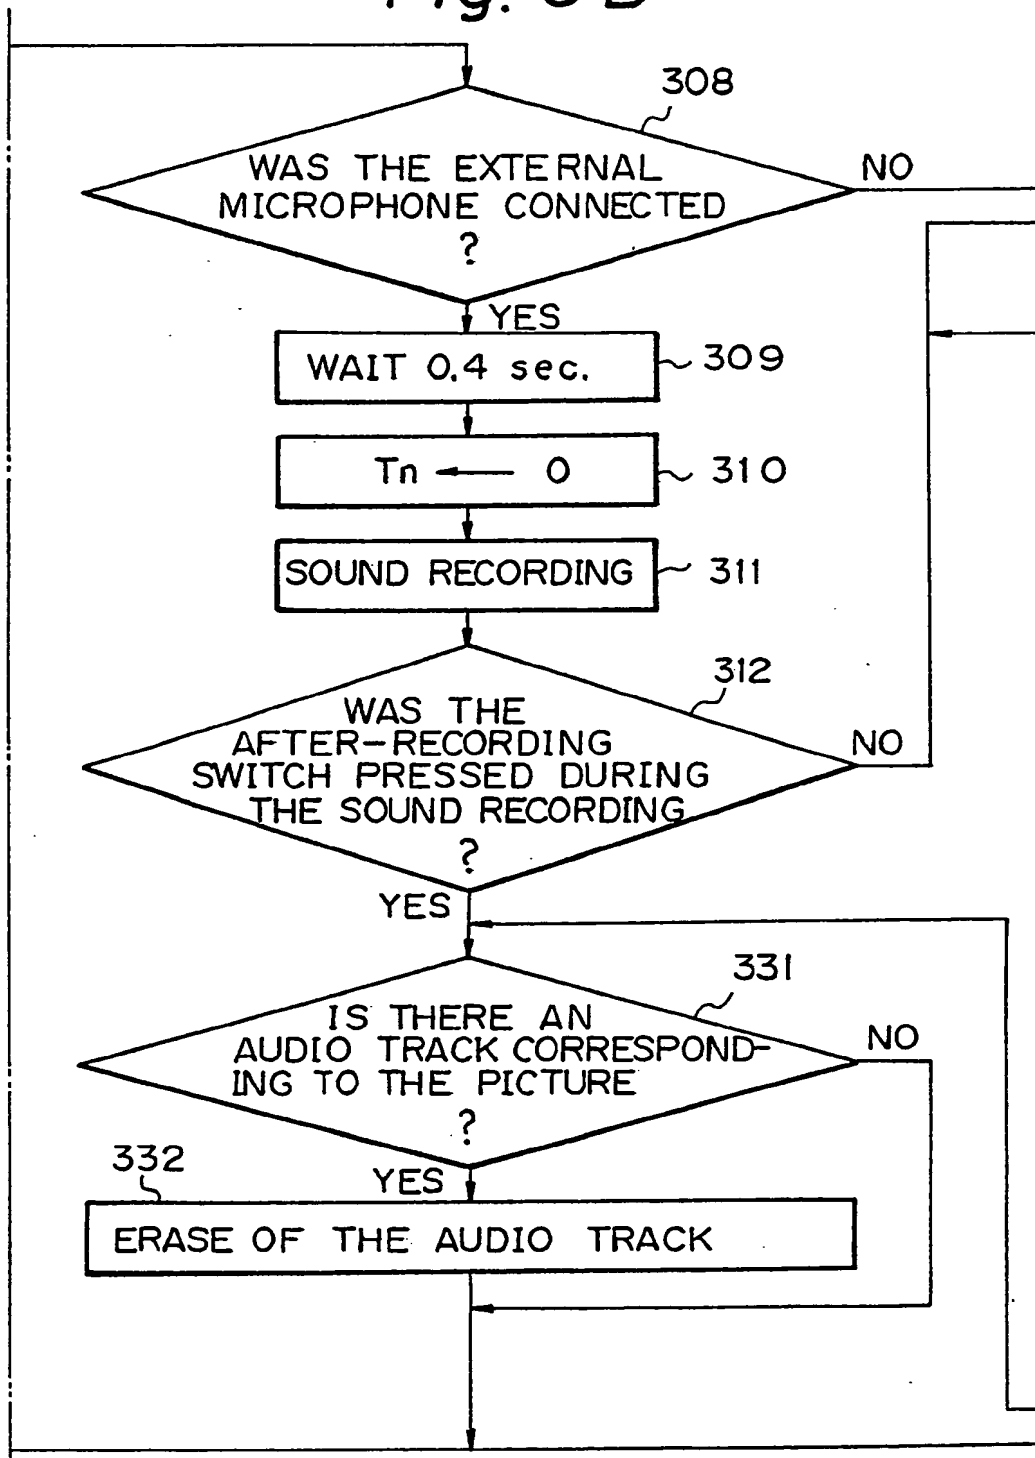 308
WAS THE EXTERNAL
MICROPHONE CONNECTED
?
NO
YES
WAIT 0.4 sec.
309
Tn ← 0
310
SOUND RECORDING
311
312
WAS THE
AFTER-RECORDING
SWITCH PRESSED DURING
THE SOUND RECORDING
?
NO
YES
331
IS THERE AN
AUDIO TRACK CORRESPOND-
ING TO THE PICTURE
?
NO
332
YES
ERASE OF THE AUDIO TRACK